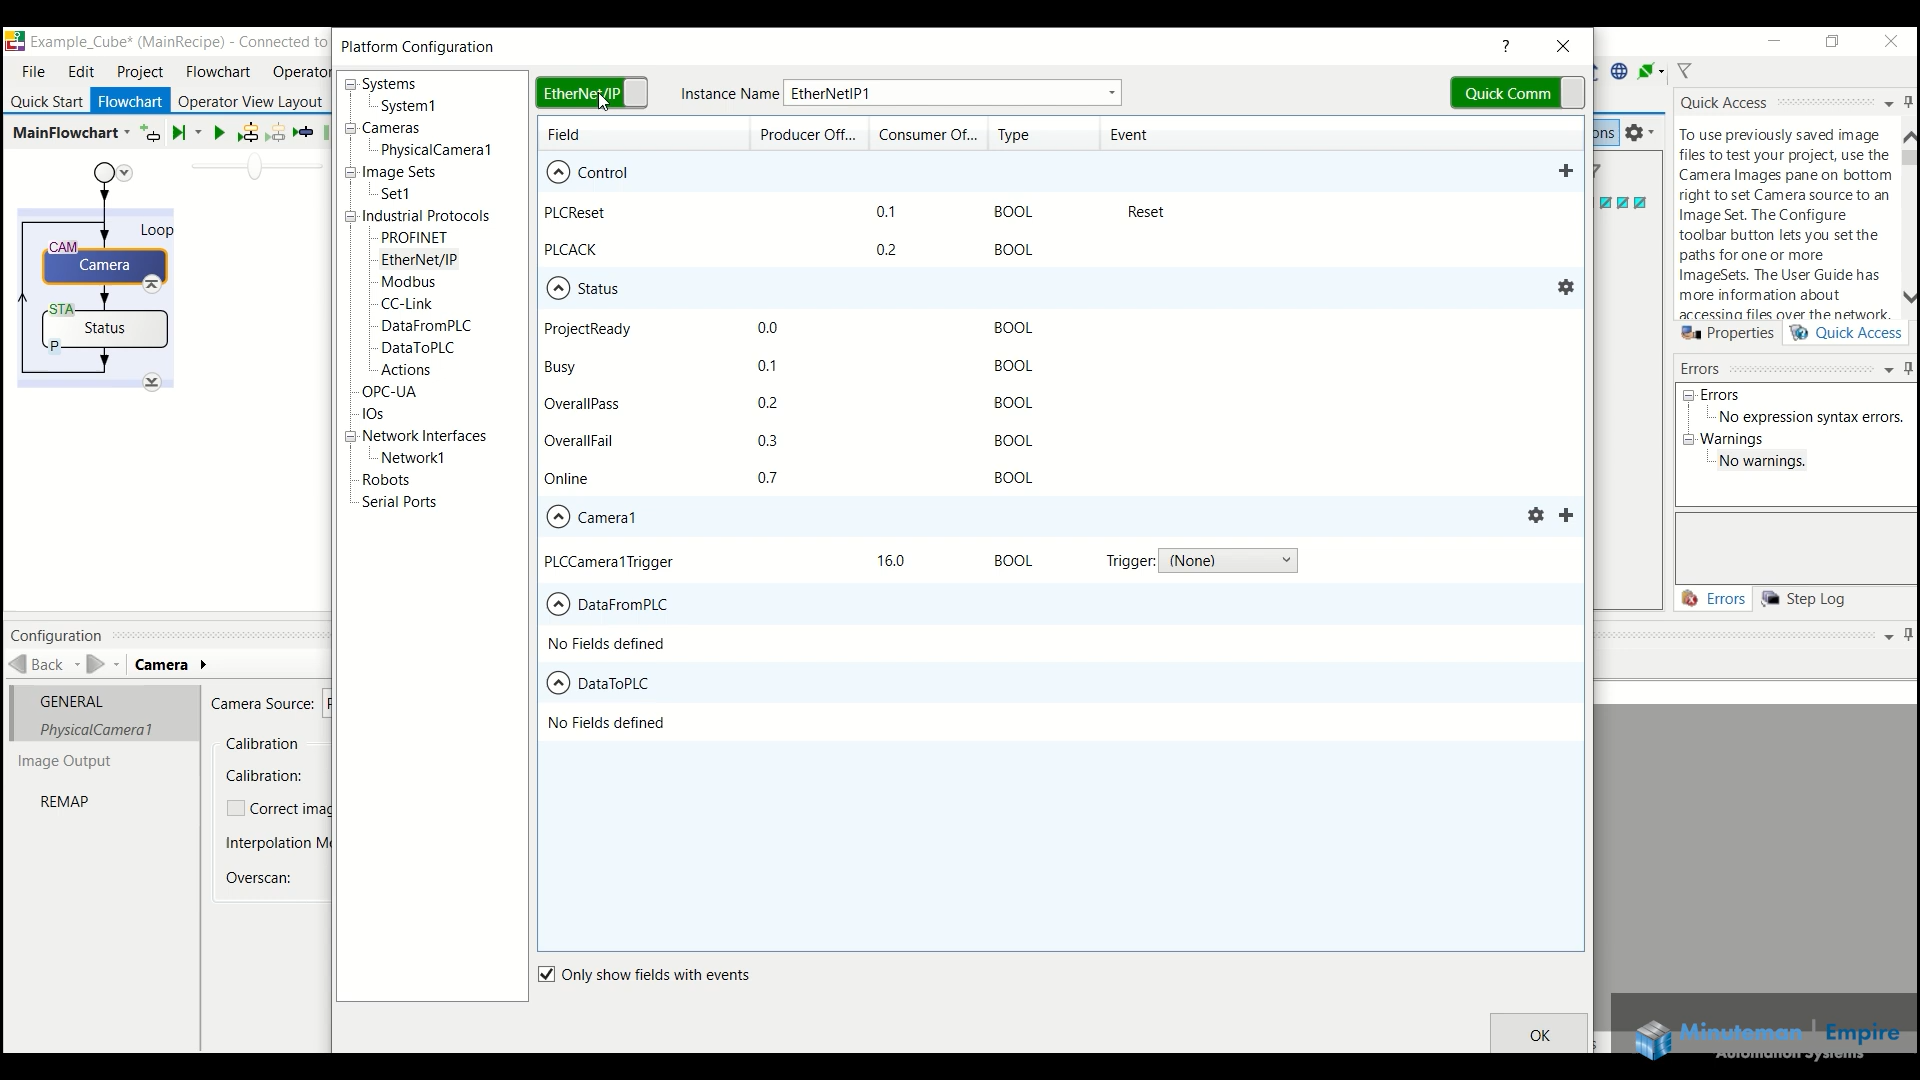 Example_Cube* (MainRecipe) - Connected to
File Edit Project Flowchart Operator
Quick Start Flowchart Operator View Layout
MainFlowchart
Loop
CAM
Camera
STA
Status
P
Configuration
Back Camera
GENERAL
PhysicalCamera1
Image Output
REMAP
Camera Source:
Calibration
Calibration:
Correct imag
Interpolation Mo
Overscan:
Platform Configuration
?
Systems
System1
Cameras
PhysicalCamera1
Image Sets
Set1
Industrial Protocols
PROFINET
EtherNet/IP
Modbus
CC-Link
DataFromPLC
DataToPLC
Actions
OPC-UA
IOs
Network Interfaces
Network1
Robots
Serial Ports
EtherNet/IP Instance Name EtherNetIP1 Quick Comm
Field Producer Off... Consumer Of... Type Event
Control
PLCReset 0.1 BOOL Reset
PLCACK 0.2 BOOL
Status
ProjectReady 0.0 BOOL
Busy 0.1 BOOL
OverallPass 0.2 BOOL
OverallFail 0.3 BOOL
Online 0.7 BOOL
Camera1
PLCCamera1Trigger 16.0 BOOL Trigger: (None)
DataFromPLC
No Fields defined
DataToPLC
No Fields defined
Only show fields with events
OK
ons
Quick Access
To use previously saved image
files to test your project, use the
Camera Images pane on bottom
right to set Camera source to an
Image Set. The Configure
toolbar button lets you set the
paths for one or more
ImageSets. The User Guide has
more information about
accessing files over the network.
Properties Quick Access
Errors
Errors
No expression syntax errors.
Warnings
No warnings.
Errors Step Log
Minuteman | Empire
Automation Systems